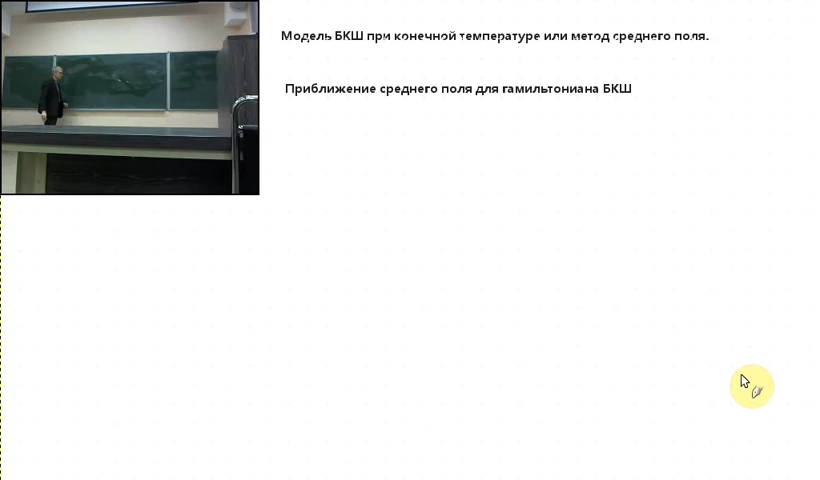 Модель БКШ при конечной температуре или метод среднего поля.
Приближение среднего поля для гамильтониана БКШ